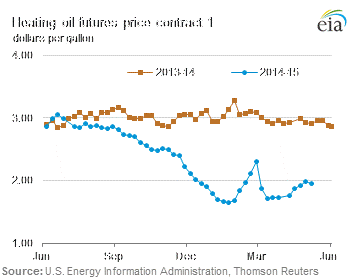 Heating oil futures price contract 1
dollars per gallon
eia
4.00
2013-14
2014-15
3.00
2.00
1.00
Jun
Sep
Dec
Mar
Jun
Source: U.S. Energy Information Administration, Thomson Reuters